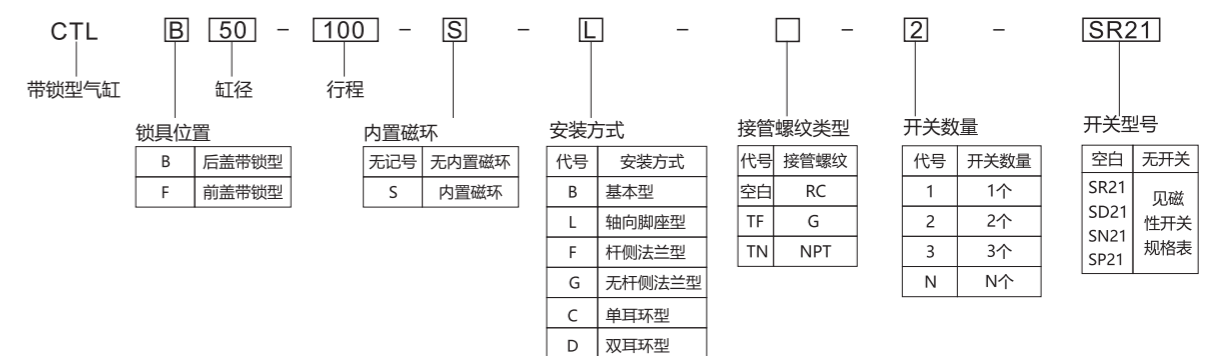 CTL B 50 - 100 - S - L - - 2 - SR21
带锁型气缸 缸径 行程
锁具位置
B 后盖带锁型
F 前盖带锁型
内置磁环
无记号 无内置磁环
S 内置磁环
安装方式
代号 安装方式
B 基本型
L 轴向脚座型
F 杆侧法兰型
G 无杆侧法兰型
C 单耳环型
D 双耳环型
接管螺纹类型
代号 接管螺纹
空白 RC
TF G
TN NPT
开关数量
代号 开关数量
1 1个
2 2个
3 3个
N N个
开关型号
空白 无开关
SR21
SD21
SN21
SP21
见磁
性开关
规格表